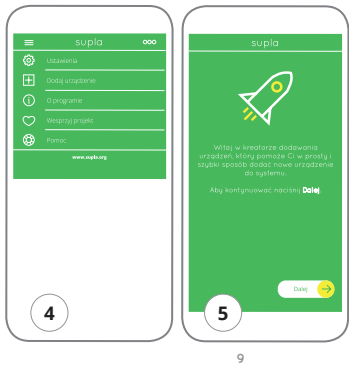 supla
Ustawienia
Dodaj urządzenie
O programie
Wesprzyj projekt
Pomoc
www.supla.org
4
supla
Witaj w kreatorze dodawania
urządzeń, który pomoże Ci w prosty i
szybki sposób dodać nowe urządzenie
do systemu.
Aby kontynuować naciśnij Dalej.
Dalej
5
9